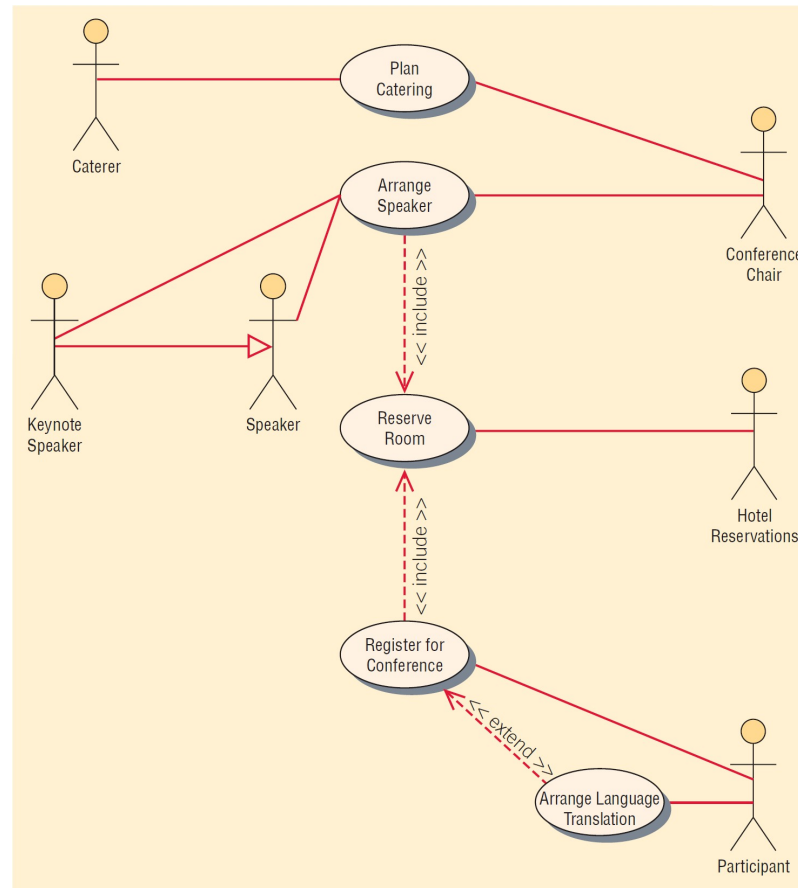 Plan
Catering
Caterer
Arrange
Speaker
Conference
Chair
<< include >>
Keynote
Speaker
Speaker
Reserve
Room
Hotel
Reservations
<< include >>
Register for
Conference
<< extend >>
Arrange Language
Translation
Participant